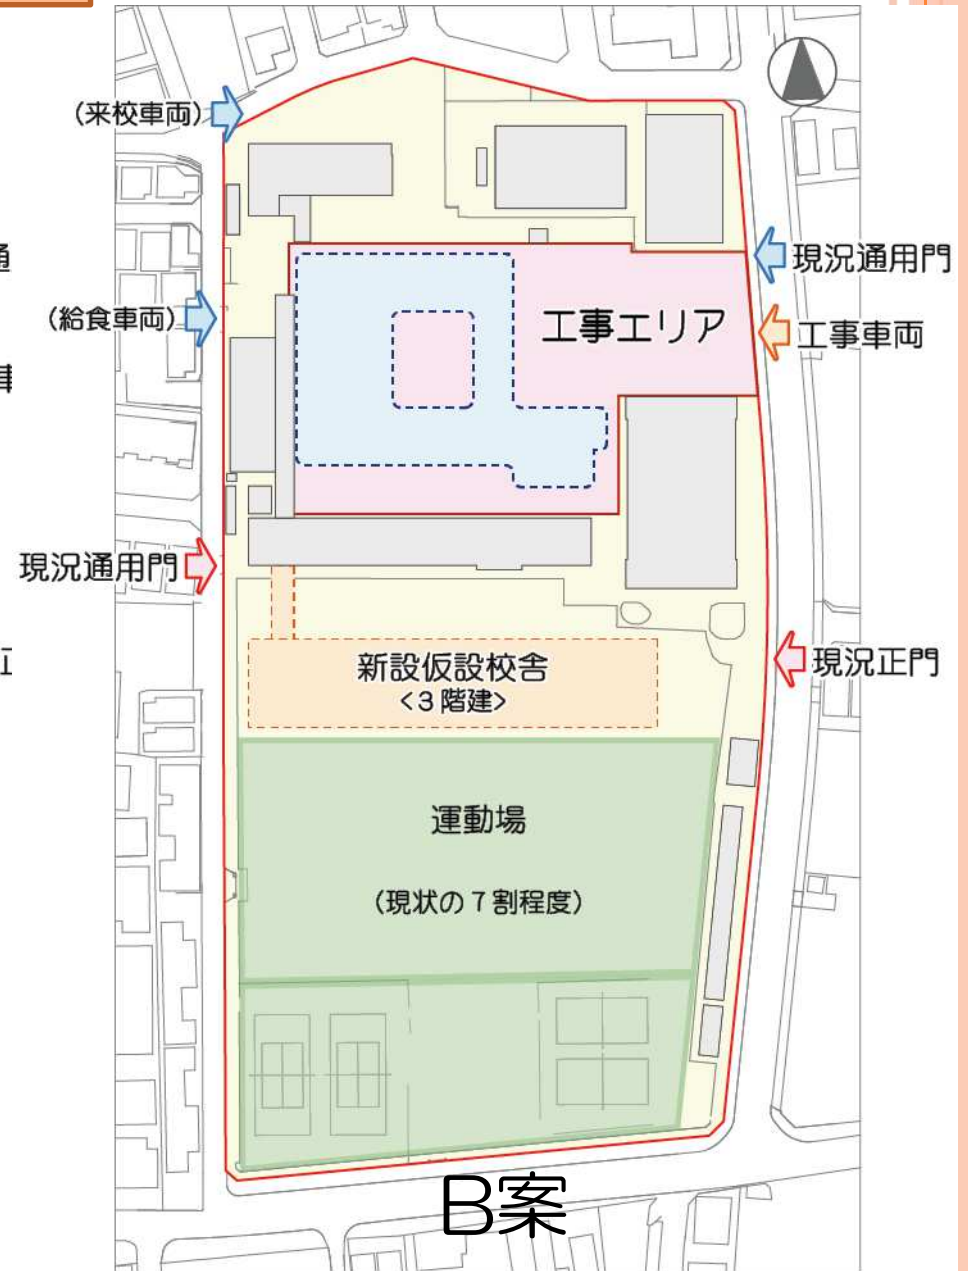 (来校車両)
現況通用門
(給食車両)
工事エリア
工事車両
現況通用門
新設仮設校舎
<3階建>
現況正門
運動場
(現状の7割程度)
B案